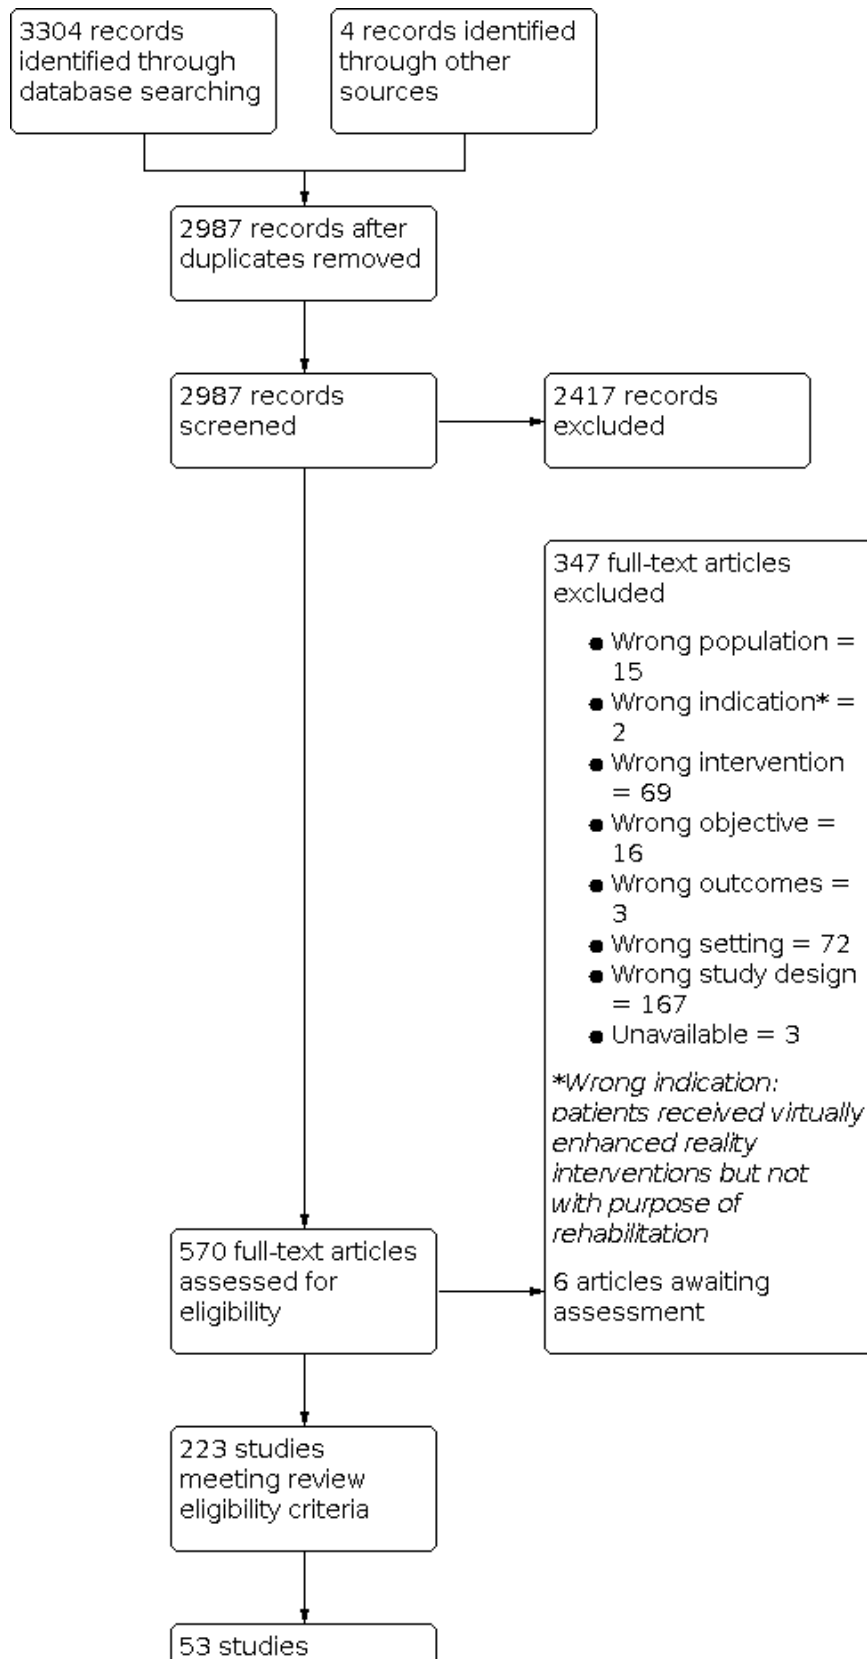 3304 records
identified through
database searching
4 records identified
through other
sources
2987 records after
duplicates removed
2987 records
screened
2417 records
excluded
347 full-text articles
excluded
● Wrong population =
15
● Wrong indication* =
2
● Wrong intervention
= 69
● Wrong objective =
16
● Wrong outcomes =
3
● Wrong setting = 72
● Wrong study design
= 167
● Unavailable = 3
*Wrong indication:
patients received virtually
enhanced reality
interventions but not
with purpose of
rehabilitation
6 articles awaiting
assessment
570 full-text articles
assessed for
eligibility
223 studies
meeting review
eligibility criteria
53 studies